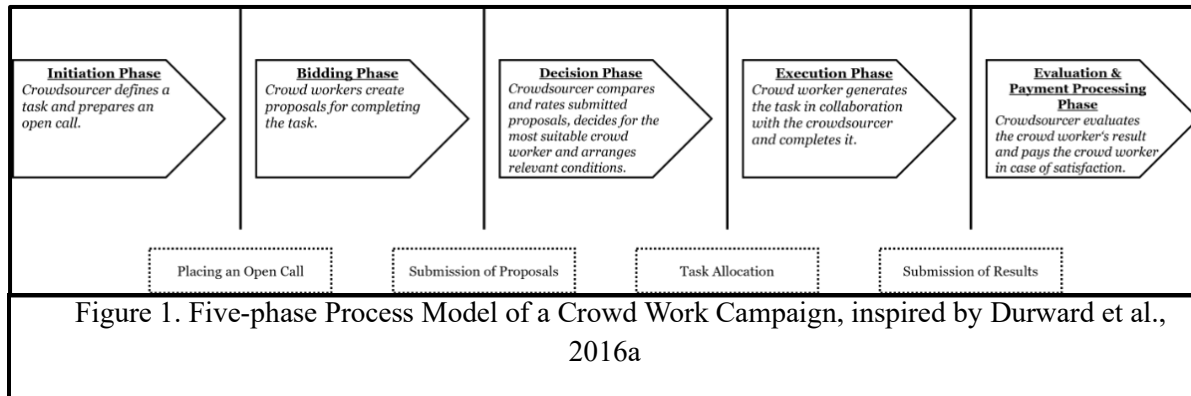 Initiation Phase
Crowdsourcer defines a
task and prepares an
open call.
Bidding Phase
Crowd workers create
proposals for completing
the task.
Decision Phase
Crowdsourcer compares
and rates submitted
proposals, decides for the
most suitable crowd
worker and arranges
relevant conditions.
Execution Phase
Crowd worker generates
the task in collaboration
with the crowdsourcer
and completes it.
Evaluation &
Payment Processing
Phase
Crowdsourcer evaluates
the crowd worker's result
and pays the crowd worker
in case of satisfaction.
Placing an Open Call
Submission of Proposals
Task Allocation
Submission of Results
Figure 1. Five-phase Process Model of a Crowd Work Campaign, inspired by Durward et al.,
2016a